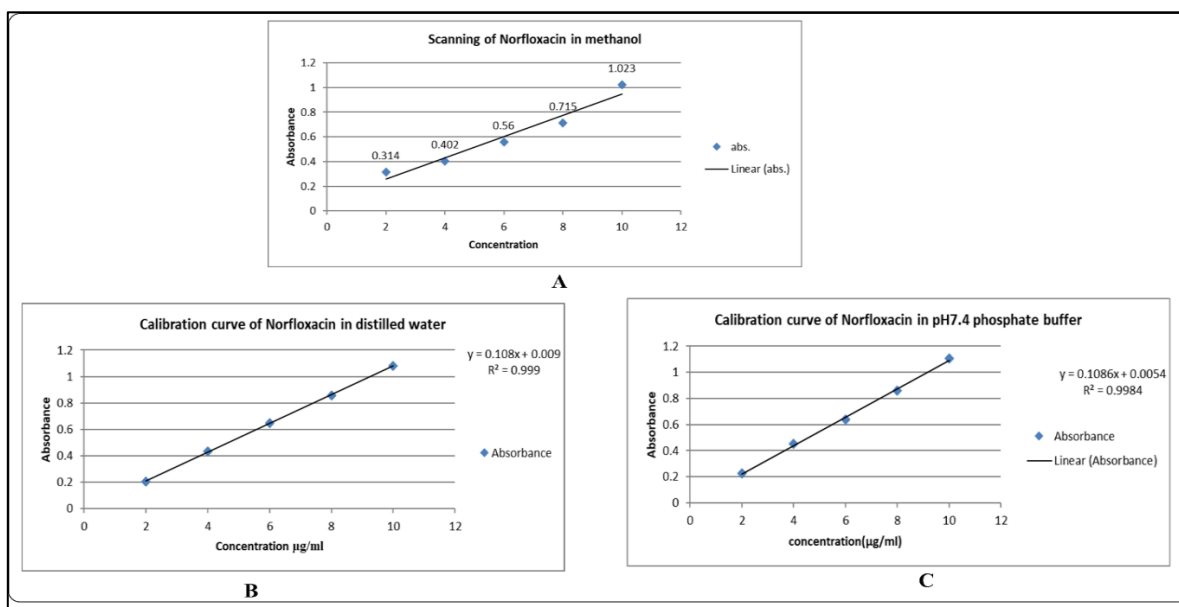 Scanning of Norfloxacin in methanol
1.2
1
0.8
0.6
0.4
0.2
0
Absorbance
0.314
0.402
0.56
0.715
1.023
0 2 4 6 8 10 12
Concentration
abs.
Linear (abs.)
A
Calibration curve of Norfloxacin in distilled water
1.2
1
0.8
0.6
0.4
0.2
0
Absorbance
y = 0.108x + 0.009
R² = 0.999
Absorbance
0 2 4 6 8 10 12
Concentration µg/ml
B
Calibration curve of Norfloxacin in pH7.4 phosphate buffer
1.2
1
0.8
0.6
0.4
0.2
0
Absorbance
y = 0.1086x + 0.0054
R² = 0.9984
Absorbance
Linear (Absorbance)
0 2 4 6 8 10 12
concentration(µg/ml)
C